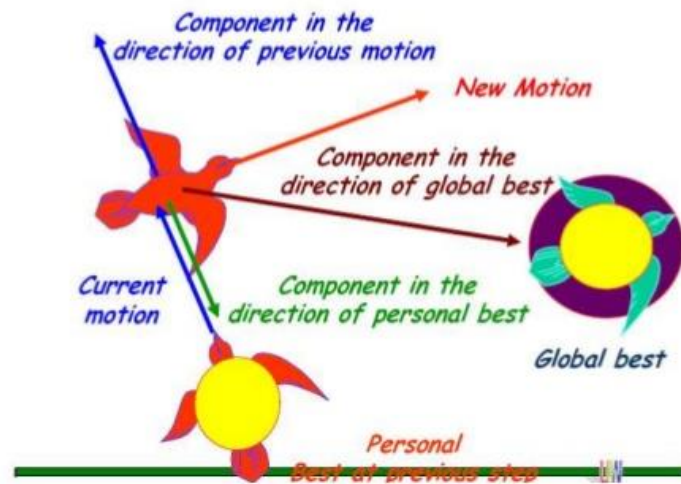 Component in the
direction of previous motion
New Motion
Component in the
direction of global best
Current
motion
Component in the
direction of personal best
Global best
Personal
Best at previous step